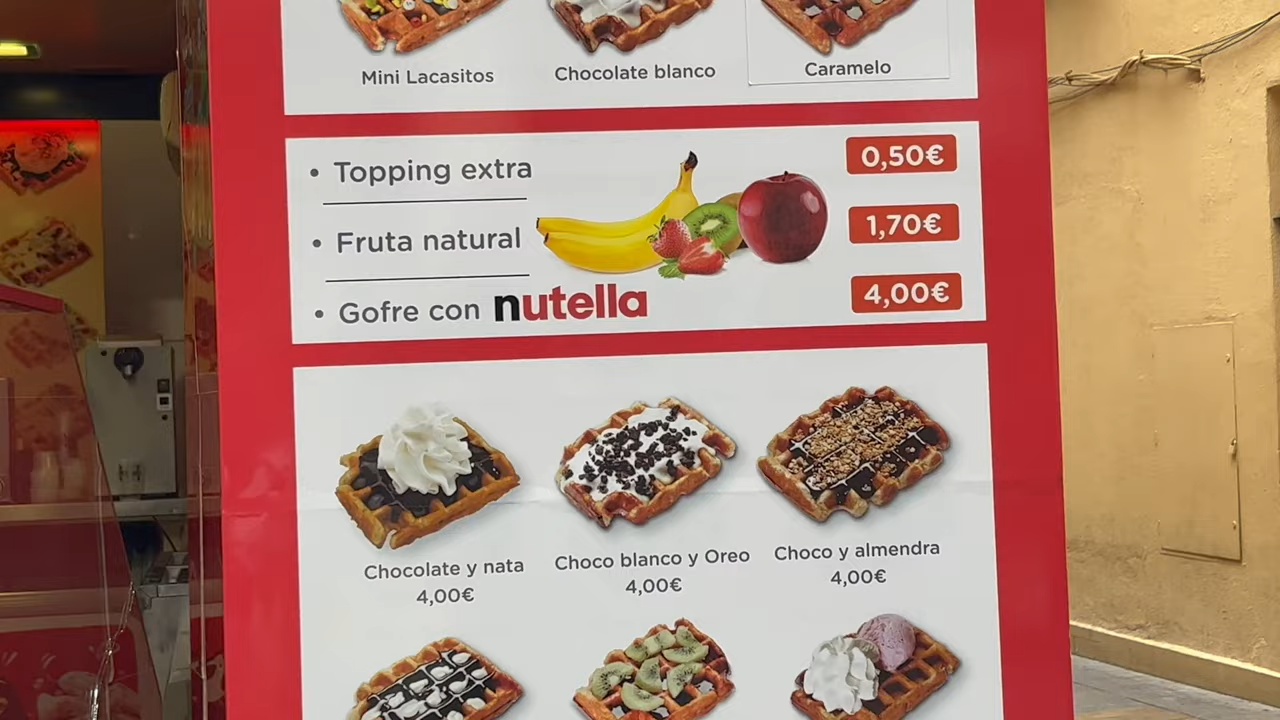 Mini Lacasitos
Chocolate blanco
Caramelo
• Topping extra 0,50€
• Fruta natural 1,70€
• Gofre con nutella 4,00€
Chocolate y nata
4,00€
Choco blanco y Oreo
4,00€
Choco y almendra
4,00€